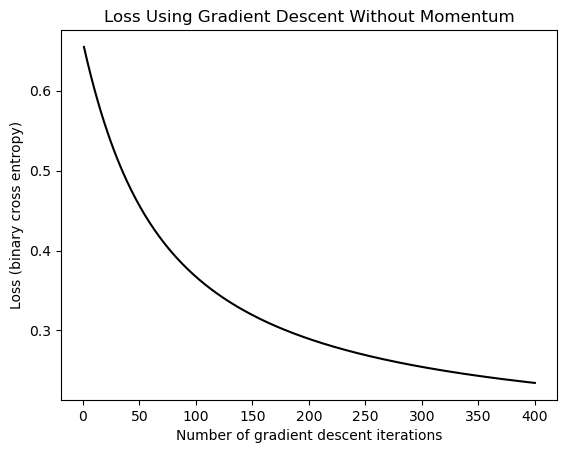 Loss Using Gradient Descent Without Momentum
Loss (binary cross entropy)
0.6
0.5
0.4
0.3
0 50 100 150 200 250 300 350 400
Number of gradient descent iterations